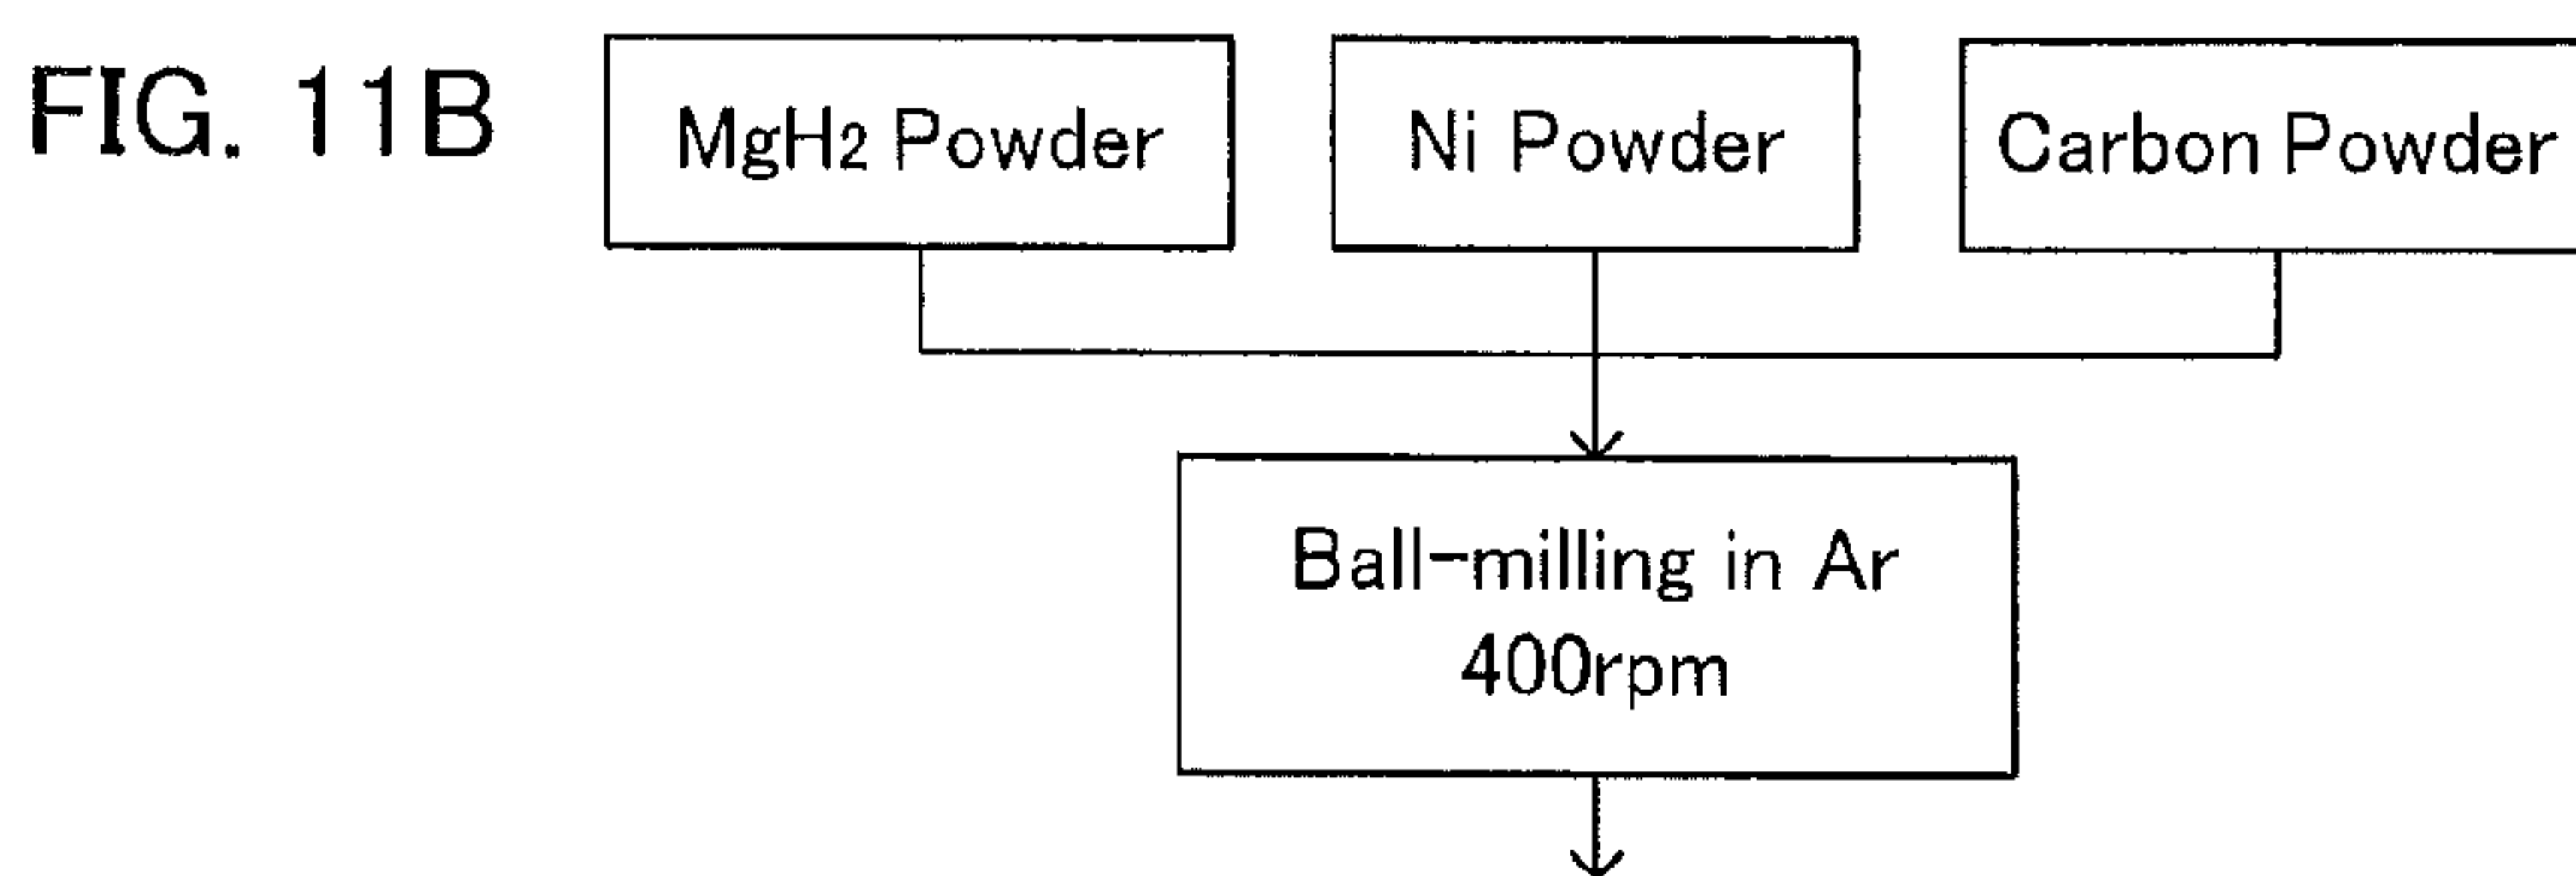 FIG. 11B
MgH2 Powder
Ni Powder
Carbon Powder
Ball-milling in Ar
400rpm